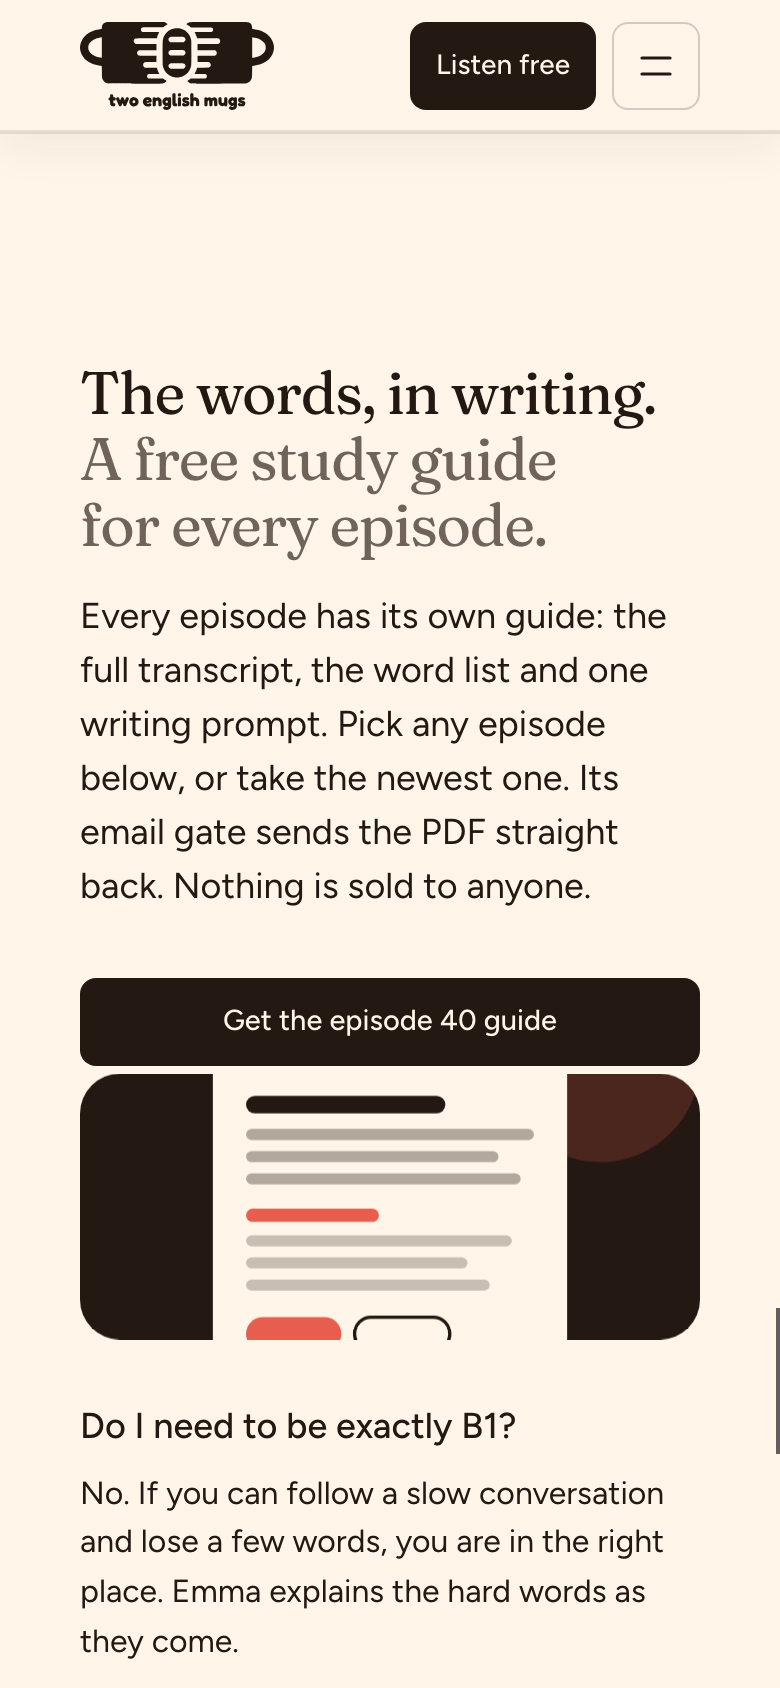 two english mugs
Listen free
The words, in writing.
A free study guide
for every episode.
Every episode has its own guide: the
full transcript, the word list and one
writing prompt. Pick any episode
below, or take the newest one. Its
email gate sends the PDF straight
back. Nothing is sold to anyone.
Get the episode 40 guide
Do I need to be exactly B1?
No. If you can follow a slow conversation
and lose a few words, you are in the right
place. Emma explains the hard words as
they come.